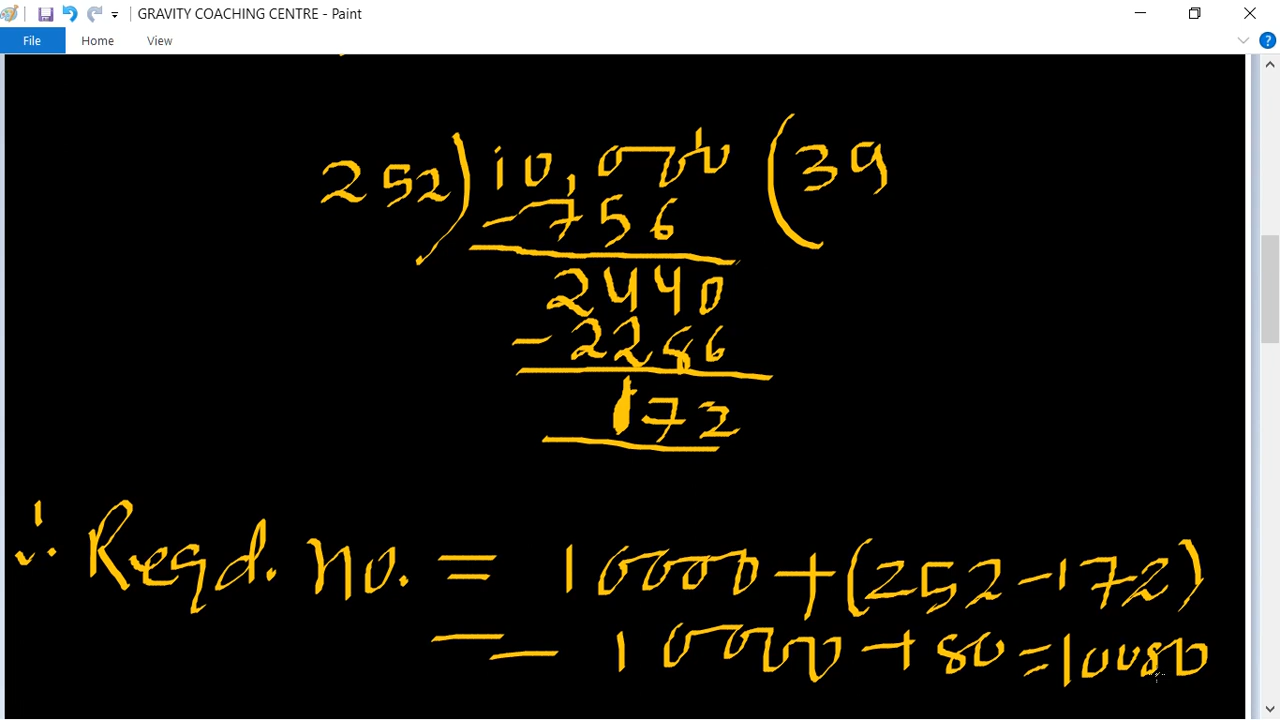 GRAVITY COACHING CENTRE - Paint
File Home View
252) 10,000 (39
-756
2440
-2286
172
∴ Reqd. no. = 10000+(252-172)
= 10000+80=10080